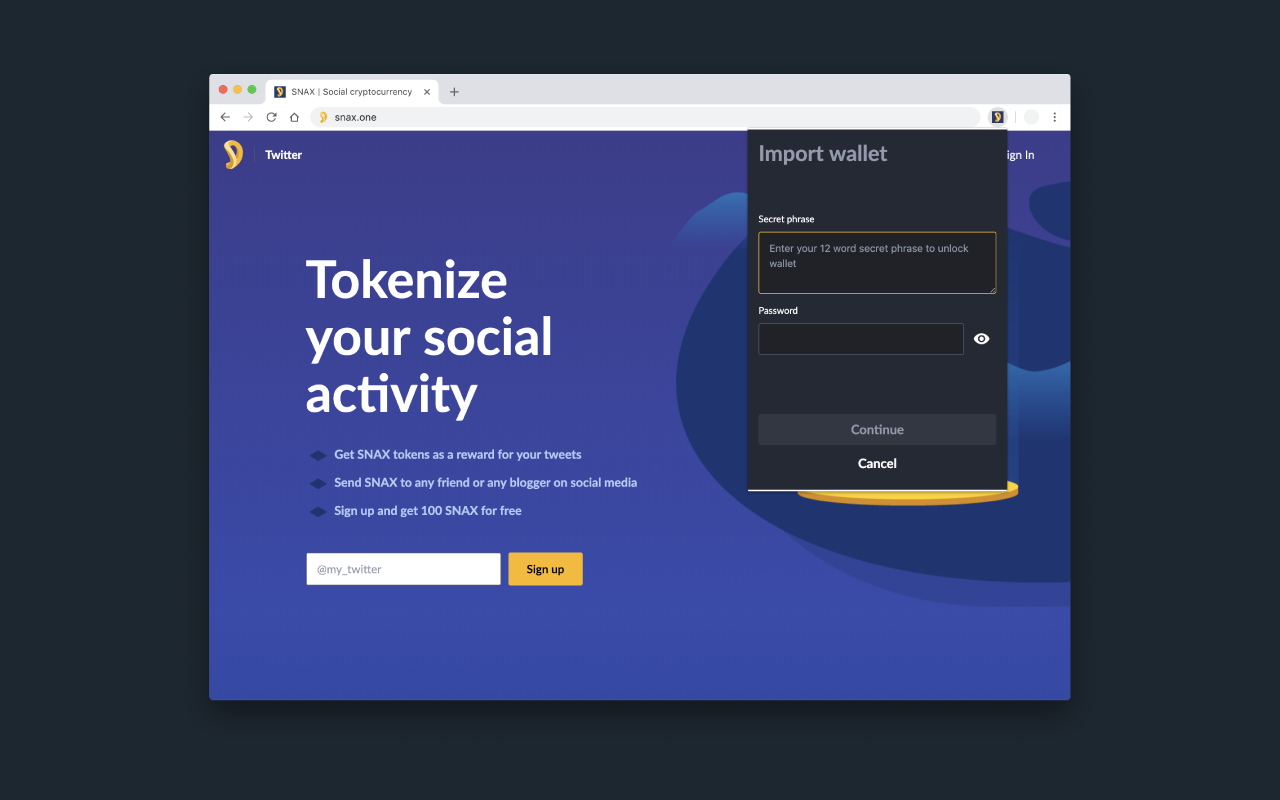 SNAX | Social cryptocurrency
snax.one
Twitter
ign In
Tokenize
your social
activity
Get SNAX tokens as a reward for your tweets
Send SNAX to any friend or any blogger on social media
Sign up and get 100 SNAX for free
@my_twitter
Sign up
Import wallet
Secret phrase
Enter your 12 word secret phrase to unlock
wallet
Password
Continue
Cancel